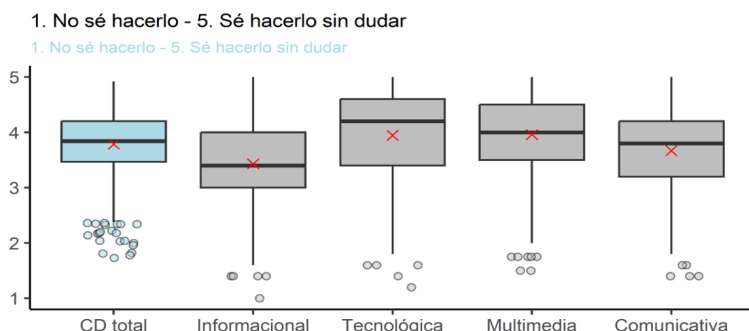 1. No sé hacerlo - 5. Sé hacerlo sin dudar
1. No sé hacerlo - 5. Sé hacerlo sin dudar
5
4
3
2
1
CD total Informacional Tecnológica Multimedia Comunicativa